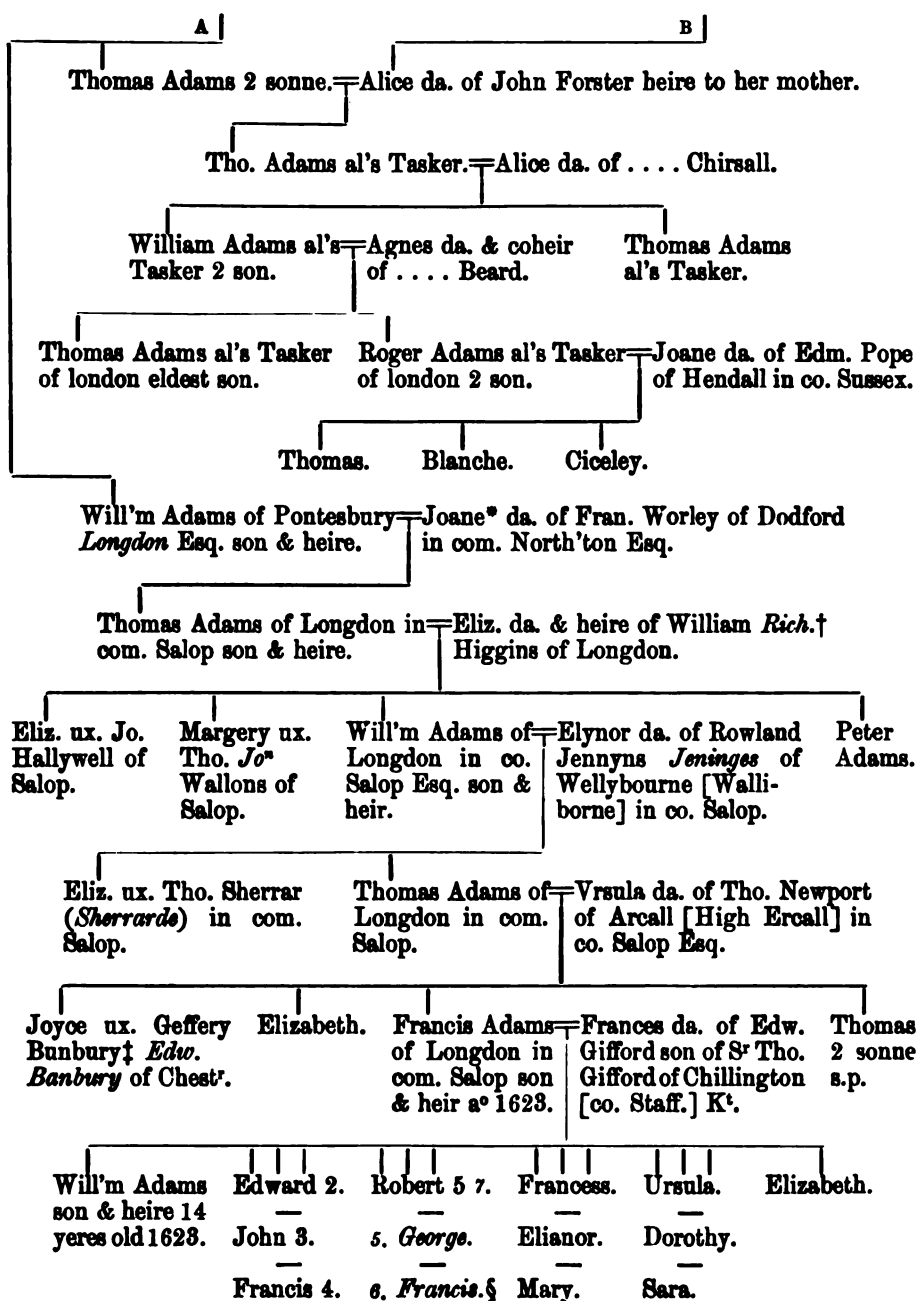 A B
Thomas Adams 2 sonne.=Alice da. of John Forster heire to her mother.
Tho. Adams al's Tasker.=Alice da. of . . . . Chirsall.
William Adams al's=Agnes da. & coheir Thomas Adams
Tasker 2 son. of . . . . Beard. al's Tasker.
Thomas Adams al's Tasker Roger Adams al's Tasker=Joane da. of Edm. Pope
of london eldest son. of london 2 son. of Hendall in co. Sussex.
Thomas. Blanche. Ciceley.
Will'm Adams of Pontesbury=Joane* da. of Fran. Worley of Dodford
Longdon Esq. son & heire. in com. North'ton Esq.
Thomas Adams of Longdon in=Eliz. da. & heire of William Rich.†
com. Salop son & heire. Higgins of Longdon.
Eliz. ux. Jo. Margery ux. Will'm Adams of=Elynor da. of Rowland Peter
Hallywell of Tho. Joⁿ Longdon in co. Jennyns Jeninges of Adams.
Salop. Wallons of Salop Esq. son & Wellybourne [Walli-
Salop. heir. borne] in co. Salop.
Eliz. ux. Tho. Sherrar Thomas Adams of=Vrsula da. of Tho. Newport
(Sherrarde) in com. Longdon in com. of Arcall [High Ercall] in
Salop. Salop. co. Salop Esq.
Joyce ux. Geffery Elizabeth. Francis Adams=Frances da. of Edw. Thomas
Bunbury‡ Edw. of Longdon in Gifford son of Sʳ Tho. 2 sonne
Banbury of Chestʳ. com. Salop son Gifford of Chillington s.p.
& heir aº 1623. [co. Staff.] Kᵗ.
Will'm Adams Edward 2. Robert 5 7. Francess. Ursula. Elizabeth.
son & heire 14
yeres old 1623. John 3. 5. George. Elianor. Dorothy.
Francis 4. 6. Francis.§ Mary. Sara.